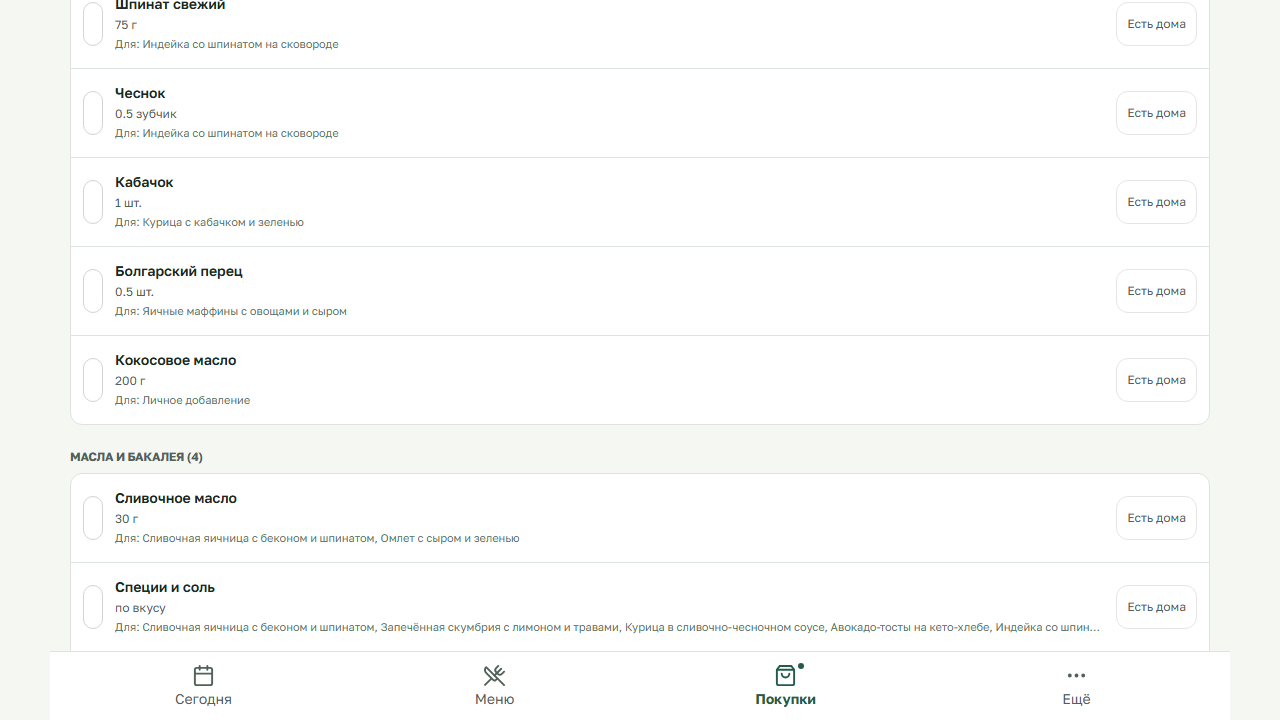 Шпинат свежий
75 г
Для: Индейка со шпинатом на сковороде
Есть дома
Чеснок
0.5 зубчик
Для: Индейка со шпинатом на сковороде
Есть дома
Кабачок
1 шт.
Для: Курица с кабачком и зеленью
Есть дома
Болгарский перец
0.5 шт.
Для: Яичные маффины с овощами и сыром
Есть дома
Кокосовое масло
200 г
Для: Личное добавление
Есть дома
МАСЛА И БАКАЛЕЯ (4)
Сливочное масло
30 г
Для: Сливочная яичница с беконом и шпинатом, Омлет с сыром и зеленью
Есть дома
Специи и соль
по вкусу
Для: Сливочная яичница с беконом и шпинатом, Запечённая скумбрия с лимоном и травами, Курица в сливочно-чесночном соусе, Авокадо-тосты на кето-хлебе, Индейка со шпин...
Есть дома
Сегодня
Меню
Покупки
Ещё